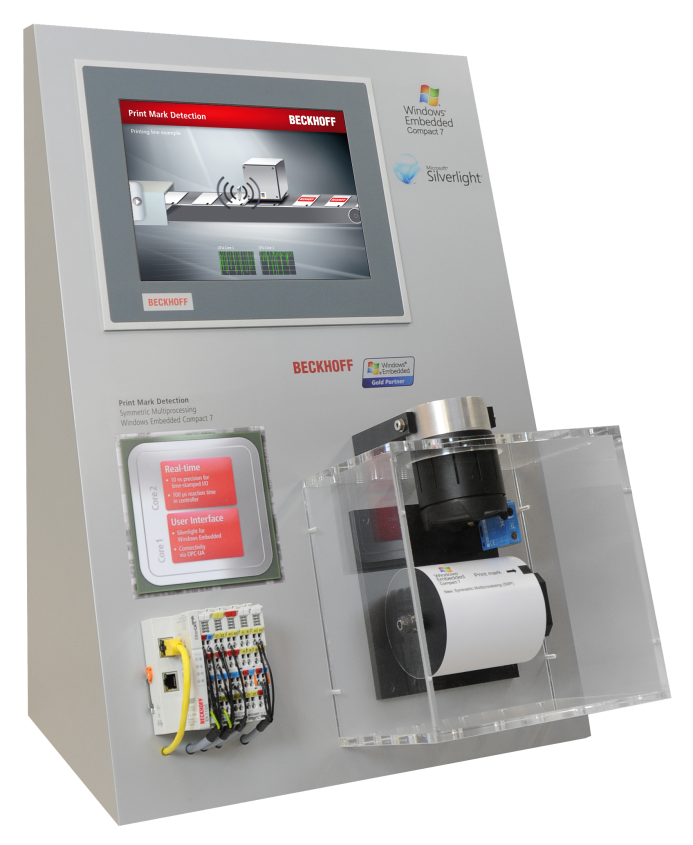 Print Mark Detection
BECKHOFF
Printing line example
BECKHOFF
Windows®
Embedded
Compact 7
Microsoft®
Silverlight
BECKHOFF
Windows®
Embedded
Gold Partner
Print Mark Detection
Symmetric Multiprocessing
Windows Embedded Compact 7
Core 2
Real-time
• 10 ns precision for
time-stamped I/O
• 100 µs reaction time
in controller
Core 1
User Interface
• Silverlight for
Windows Embedded
• Connectivity
via OPC-UA
BECKHOFF
Windows®
Embedded
Compact 7
Print mark
New: Symmetric Multiprocessing (SMP)